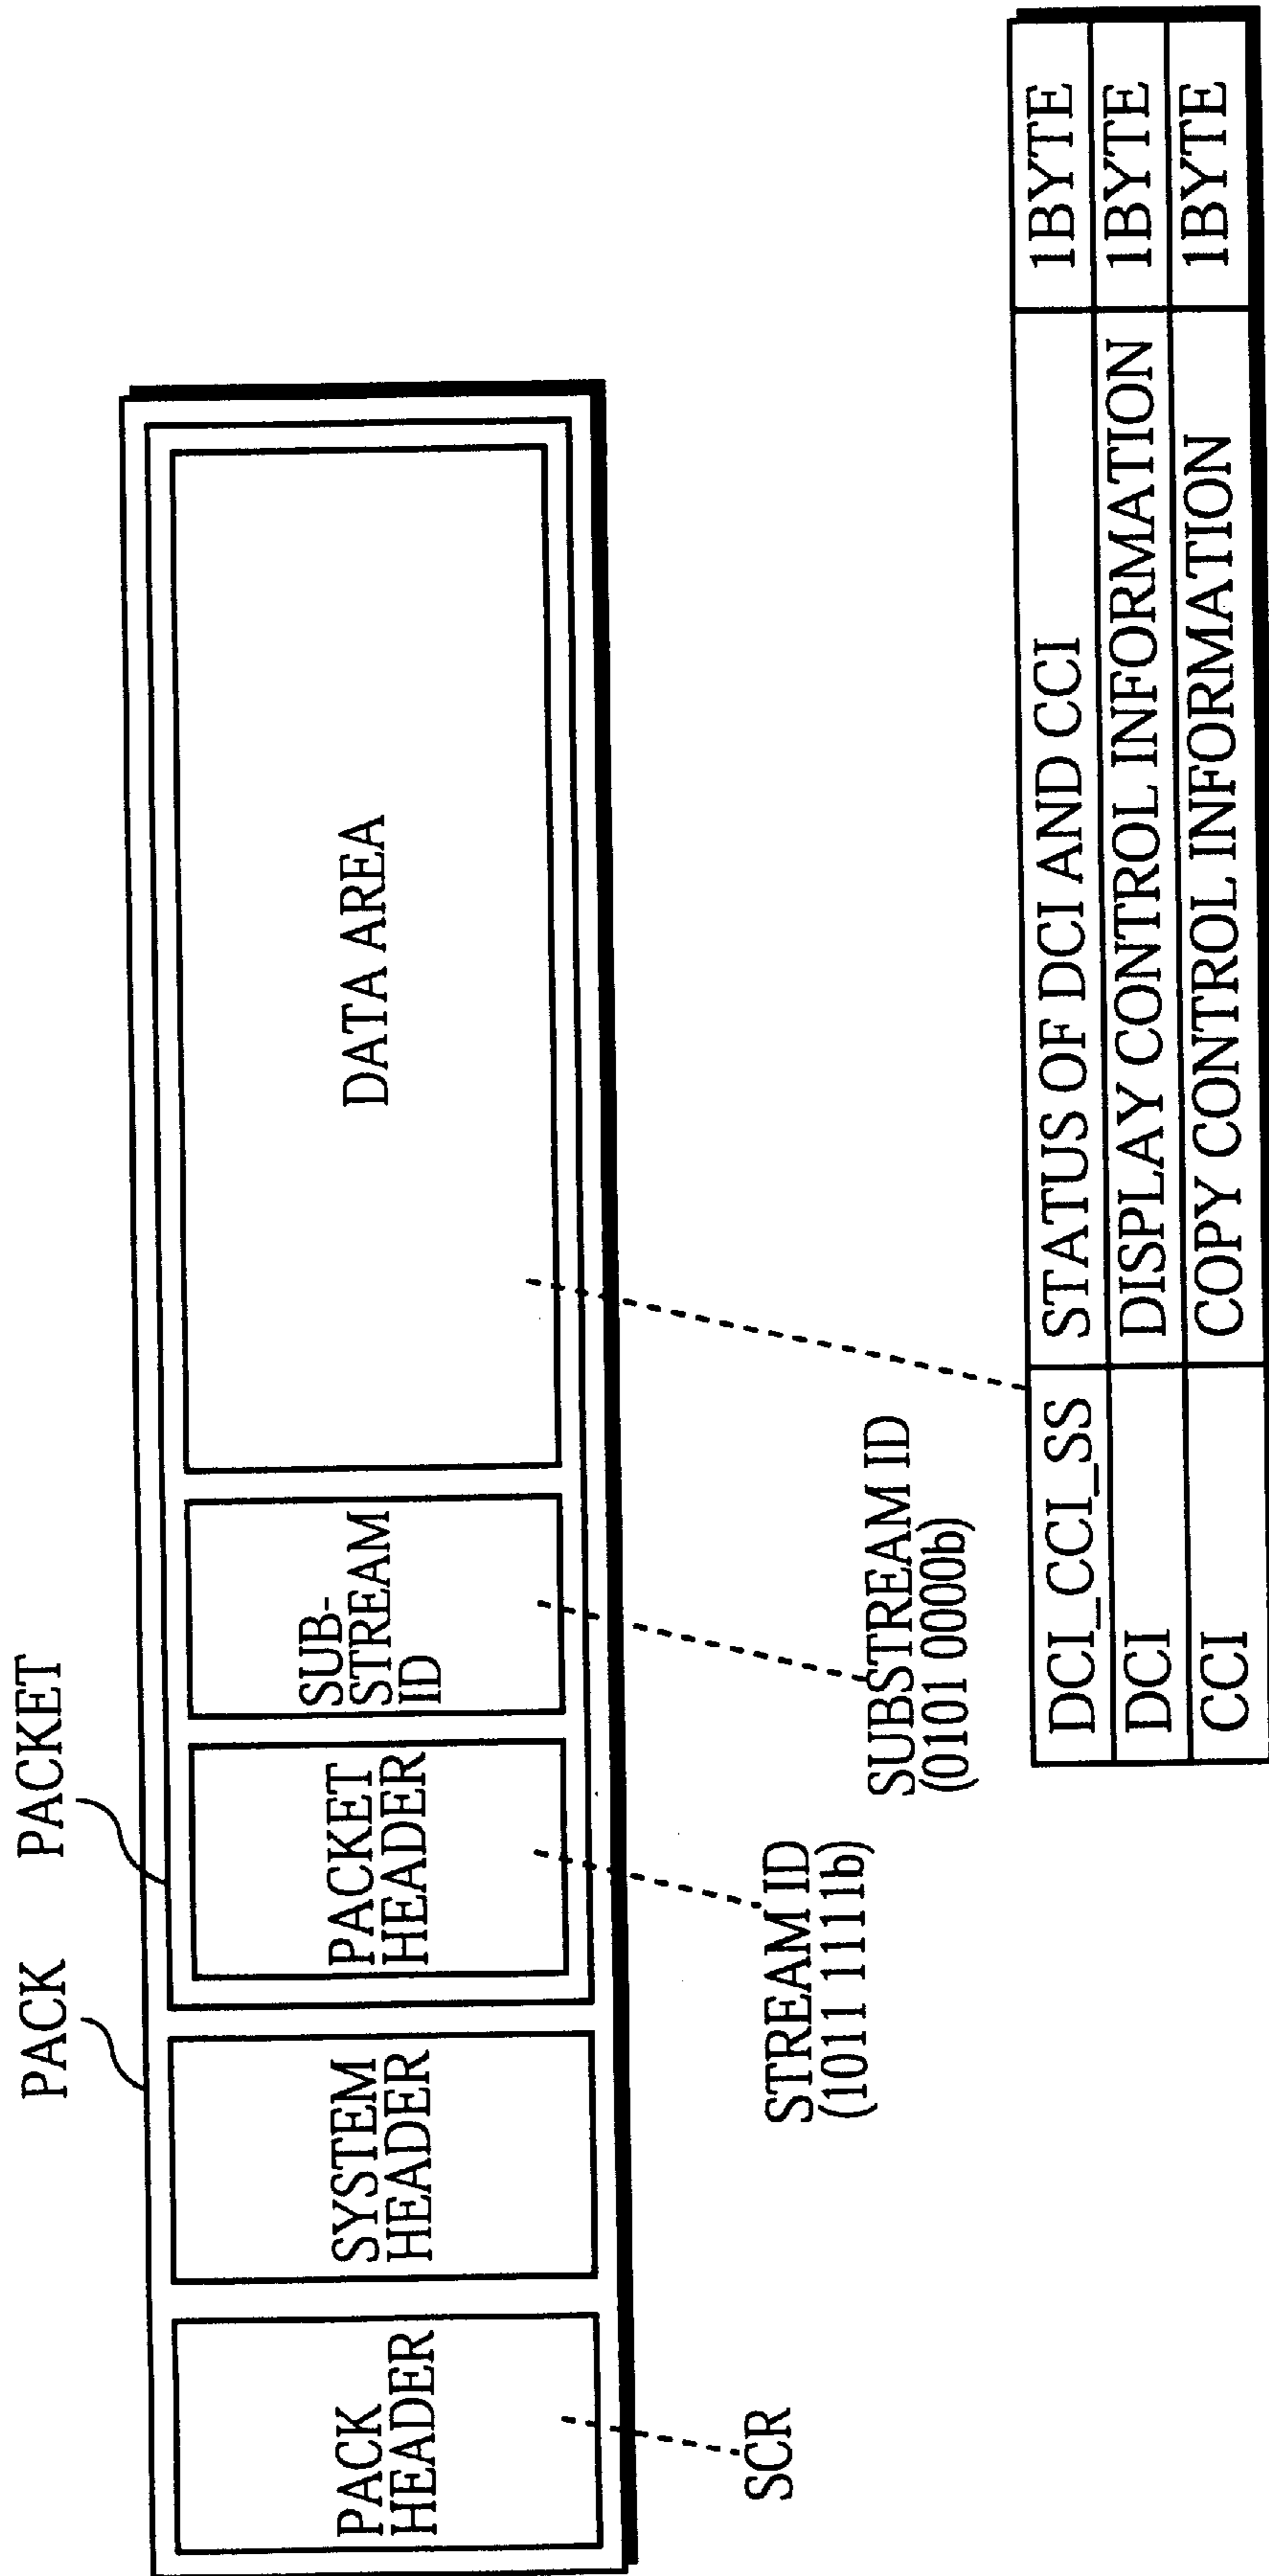 PACK
PACKET
PACK
HEADER
SYSTEM
HEADER
PACKET
HEADER
SUB-
STREAM
ID
DATA AREA
SCR
STREAM ID
(1011 1111b)
SUBSTREAM ID
(0101 0000b)
DCI_CCI_SS STATUS OF DCI AND CCI 1BYTE
DCI DISPLAY CONTROL INFORMATION 1BYTE
CCI COPY CONTROL INFORMATION 1BYTE